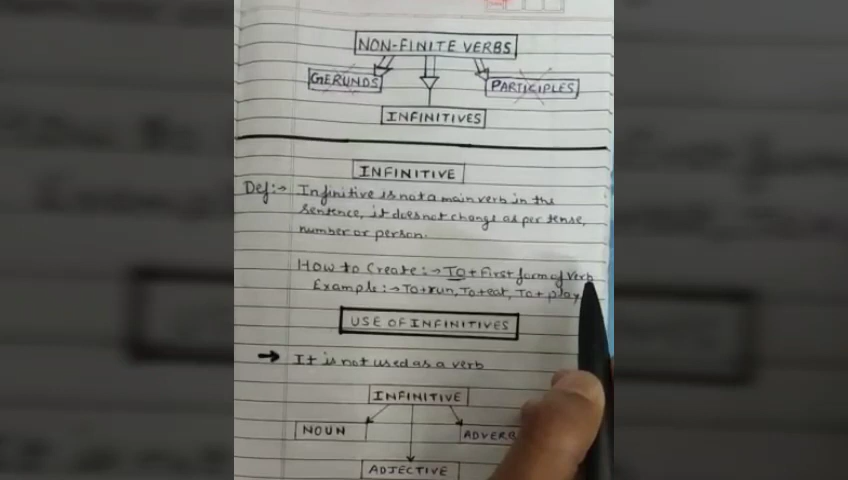 NON-FINITE VERBS
GERUNDS
PARTICIPLES
INFINITIVES
INFINITIVE
Def:→ Infinitive is not a main verb in the
sentence, it does not change as per tense,
number or person.
How to Create:→ TO + First form of Verb
Example:→ To+run, To+eat, To+play
USE OF INFINITIVES
→ It is not used as a verb
INFINITIVE
NOUN
ADVERB
ADJECTIVE